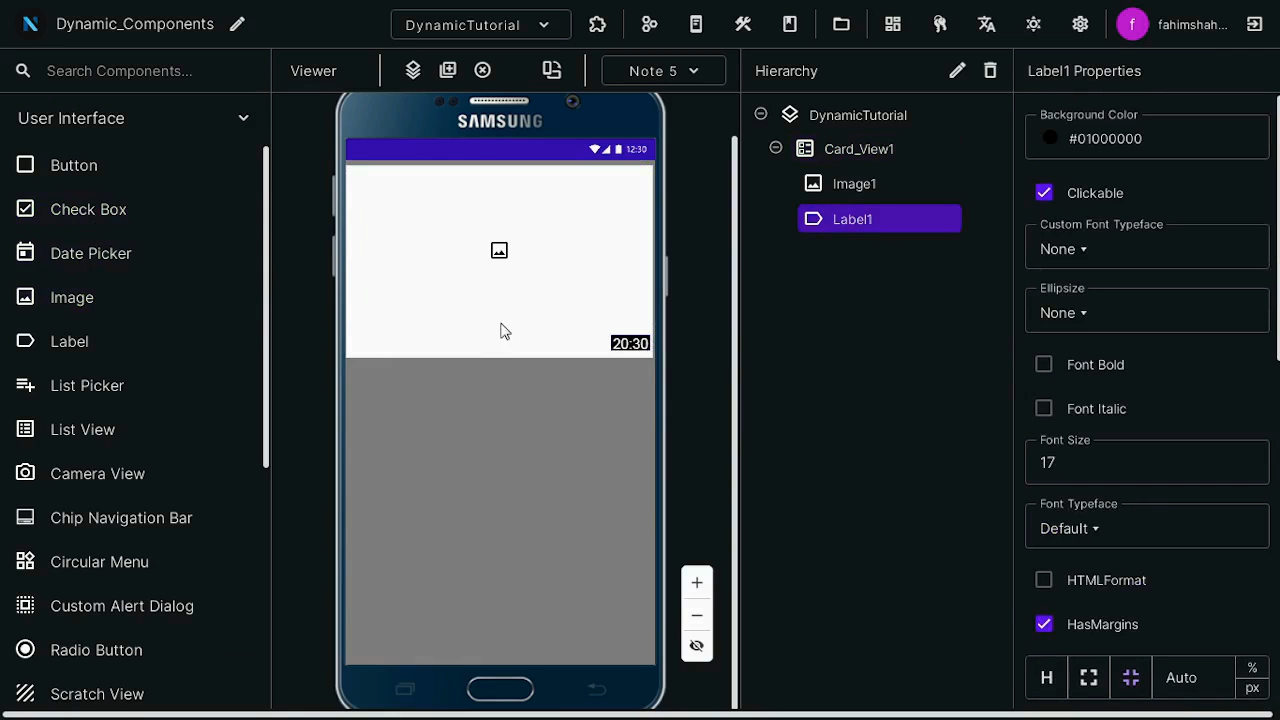 Dynamic_Components
DynamicTutorial
fahimshah...
Search Components...
Viewer
Note 5
Hierarchy
Label1 Properties
User Interface
Button
Check Box
Date Picker
Image
Label
List Picker
List View
Camera View
Chip Navigation Bar
Circular Menu
Custom Alert Dialog
Radio Button
Scratch View
SAMSUNG
12:30
20:30
DynamicTutorial
Card_View1
Image1
Label1
Background Color
#01000000
Clickable
Custom Font Typeface
None
Ellipsize
None
Font Bold
Font Italic
Font Size
17
Font Typeface
Default
HTMLFormat
HasMargins
H
Auto
%
px